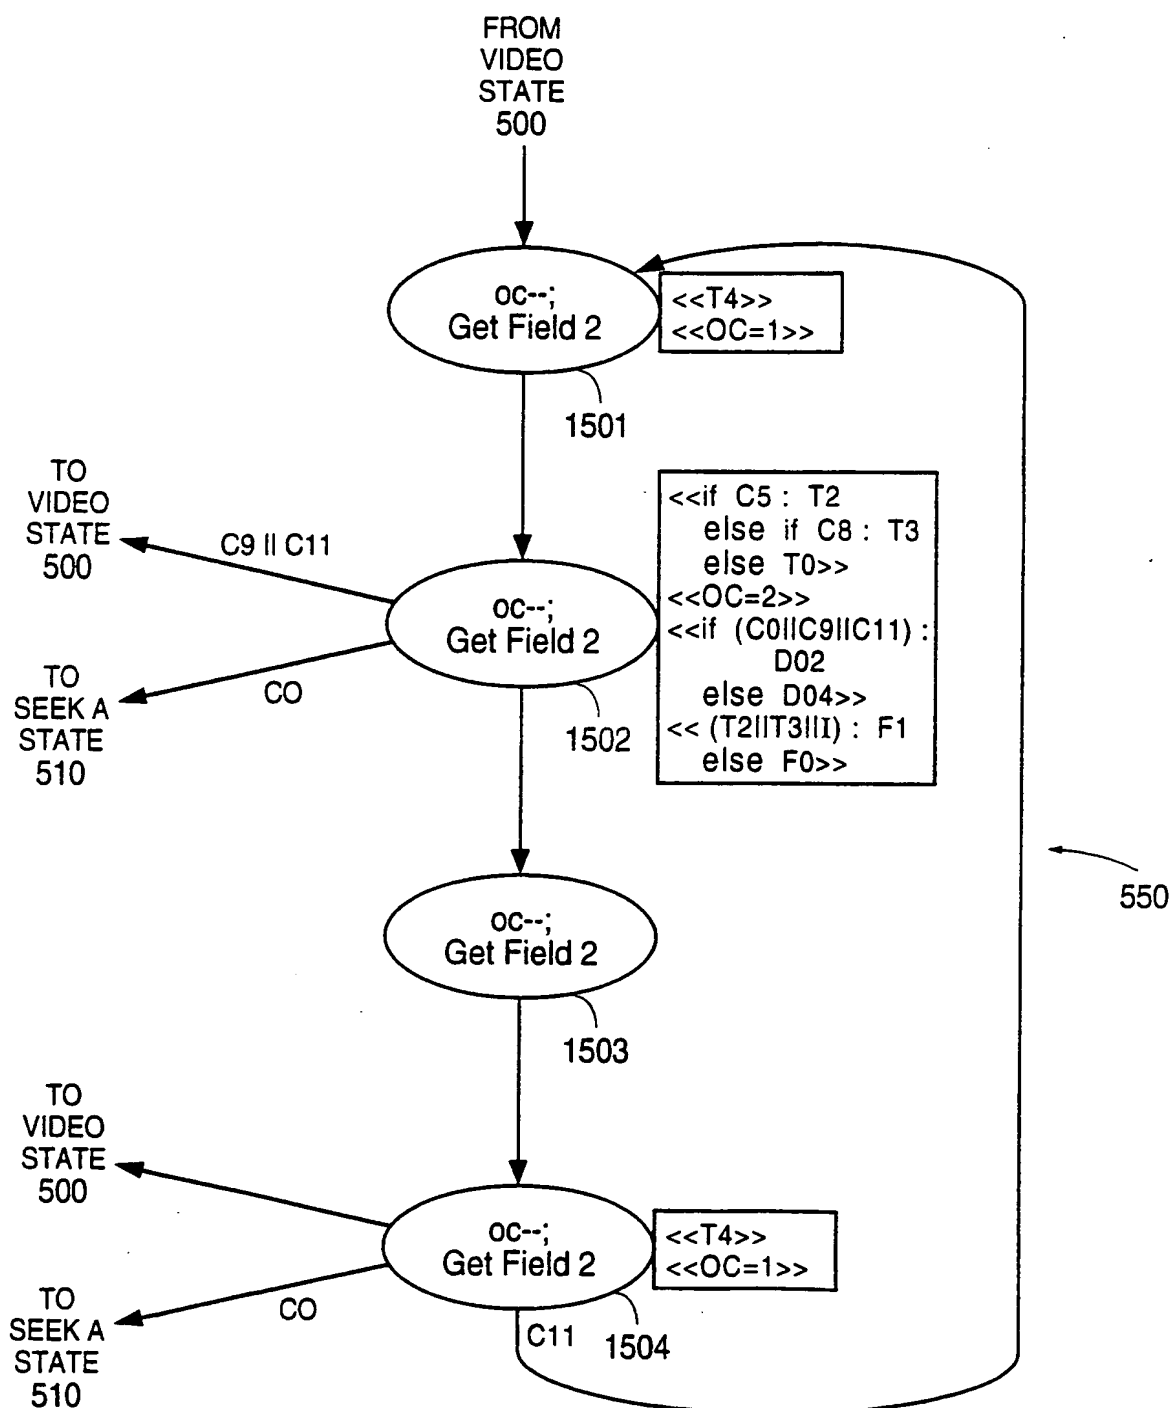 FROM
VIDEO
STATE
500
oc--;
Get Field 2
<<T4>>
<<OC=1>>
1501
TO
VIDEO
STATE
500
C9 || C11
<<if C5 : T2
else if C8 : T3
else T0>>
<<OC=2>>
<<if (C0||C9||C11) :
D02
else D04>>
<< (T2||T3||I) : F1
else F0>>
oc--;
Get Field 2
TO
SEEK A
STATE
510
CO
1502
550
oc--;
Get Field 2
1503
TO
VIDEO
STATE
500
oc--;
Get Field 2
<<T4>>
<<OC=1>>
TO
SEEK A
STATE
510
CO
C11
1504